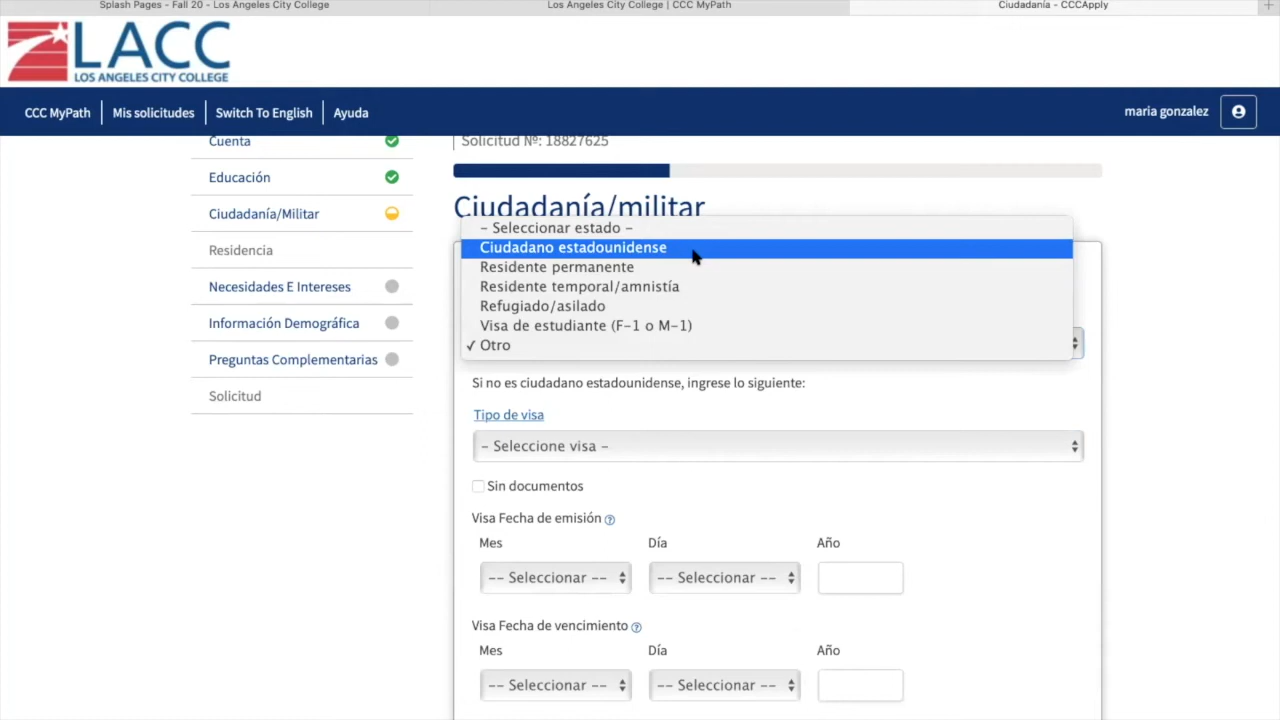 Splash Pages - Fall 20 - Los Angeles City College
Los Angeles City College | CCC MyPath
Ciudadanía - CCCApply
LACC
LOS ANGELES CITY COLLEGE
CCC MyPath
Mis solicitudes
Switch To English
Ayuda
maria gonzalez
Cuenta
Educación
Ciudadanía/Militar
Residencia
Necesidades E Intereses
Información Demográfica
Preguntas Complementarias
Solicitud
Solicitud Nº: 18827625
Ciudadanía/militar
– Seleccionar estado –
Ciudadano estadounidense
Residente permanente
Residente temporal/amnistía
Refugiado/asilado
Visa de estudiante (F-1 o M-1)
✓ Otro
Si no es ciudadano estadounidense, ingrese lo siguiente:
Tipo de visa
– Seleccione visa –
Sin documentos
Visa Fecha de emisión
Mes Día Año
-- Seleccionar -- -- Seleccionar --
Visa Fecha de vencimiento
Mes Día Año
-- Seleccionar -- -- Seleccionar --